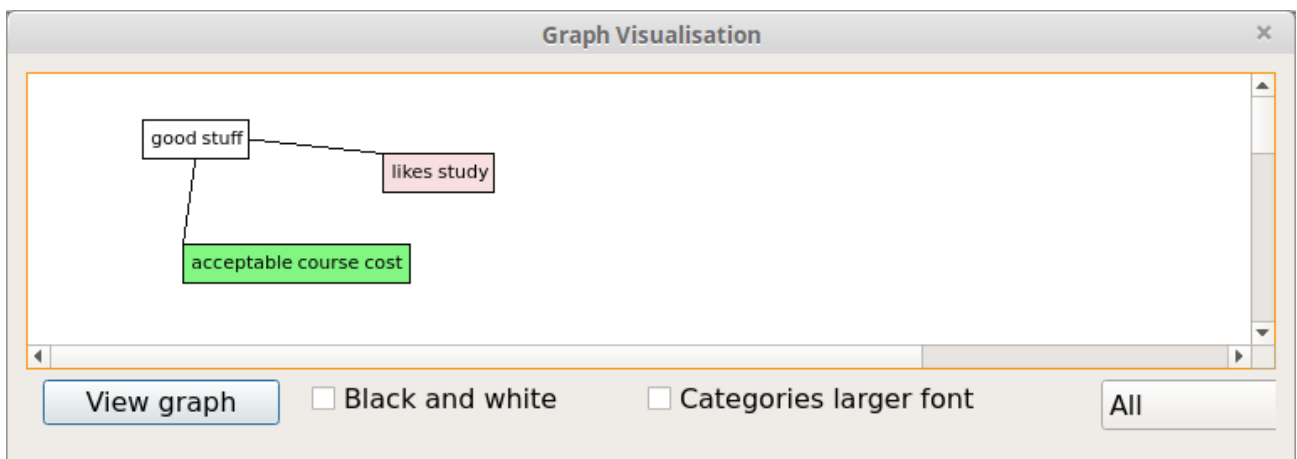 Graph Visualisation
good stuff
likes study
acceptable course cost
View graph
Black and white
Categories larger font
All